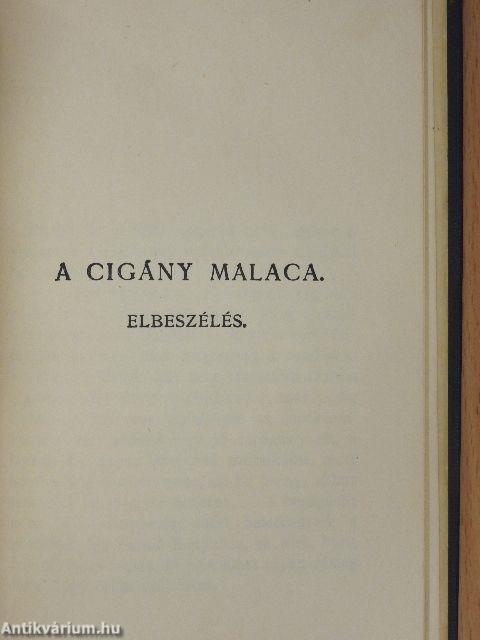 A CIGÁNY MALACA.
ELBESZÉLÉS.
Antikvárium.hu